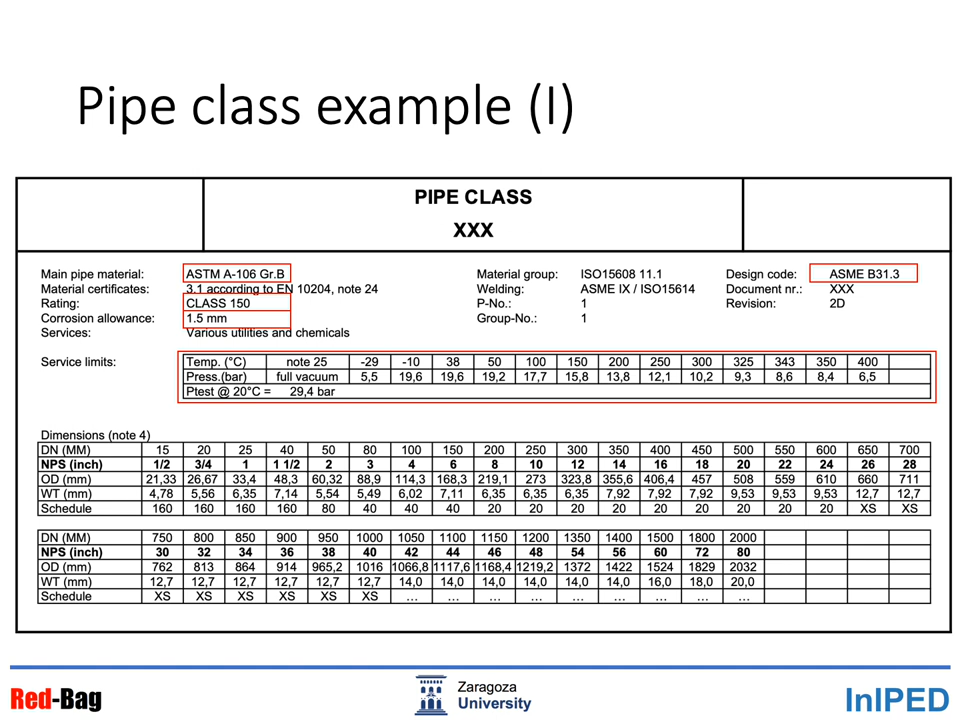 Pipe class example (I)
PIPE CLASS
XXX
Main pipe material: ASTM A-106 Gr.B Material group: ISO15608 11.1 Design code: ASME B31.3
Material certificates: 3.1 according to EN 10204, note 24 Welding: ASME IX / ISO15614 Document nr.: XXX
Rating: CLASS 150 P-No.: 1 Revision: 2D
Corrosion allowance: 1.5 mm Group-No.: 1
Services: Various utilities and chemicals
Service limits: Temp. (°C) note 25 -29 -10 38 50 100 150 200 250 300 325 343 350 400
Press.(bar) full vacuum 5,5 19,6 19,6 19,2 17,7 15,8 13,8 12,1 10,2 9,3 8,6 8,4 6,5
Ptest @ 20°C = 29,4 bar
Dimensions (note 4)
DN (MM) 15 20 25 40 50 80 100 150 200 250 300 350 400 450 500 550 600 650 700
NPS (inch) 1/2 3/4 1 1 1/2 2 3 4 6 8 10 12 14 16 18 20 22 24 26 28
OD (mm) 21,33 26,67 33,4 48,3 60,32 88,9 114,3 168,3 219,1 273 323,8 355,6 406,4 457 508 559 610 660 711
WT (mm) 4,78 5,56 6,35 7,14 5,54 5,49 6,02 7,11 6,35 6,35 6,35 7,92 7,92 7,92 9,53 9,53 9,53 12,7 12,7
Schedule 160 160 160 160 80 40 40 40 20 20 20 20 20 20 20 20 20 XS XS
DN (MM) 750 800 850 900 950 1000 1050 1100 1150 1200 1350 1400 1500 1800 2000
NPS (inch) 30 32 34 36 38 40 42 44 46 48 54 56 60 72 80
OD (mm) 762 813 864 914 965,2 1016 1066,8 1117,6 1168,4 1219,2 1372 1422 1524 1829 2032
WT (mm) 12,7 12,7 12,7 12,7 12,7 12,7 14,0 14,0 14,0 14,0 14,0 14,0 16,0 18,0 20,0
Schedule XS XS XS XS XS XS ... ... ... ... ... ... ... ... ...
Red-Bag
Zaragoza
University
InIPED